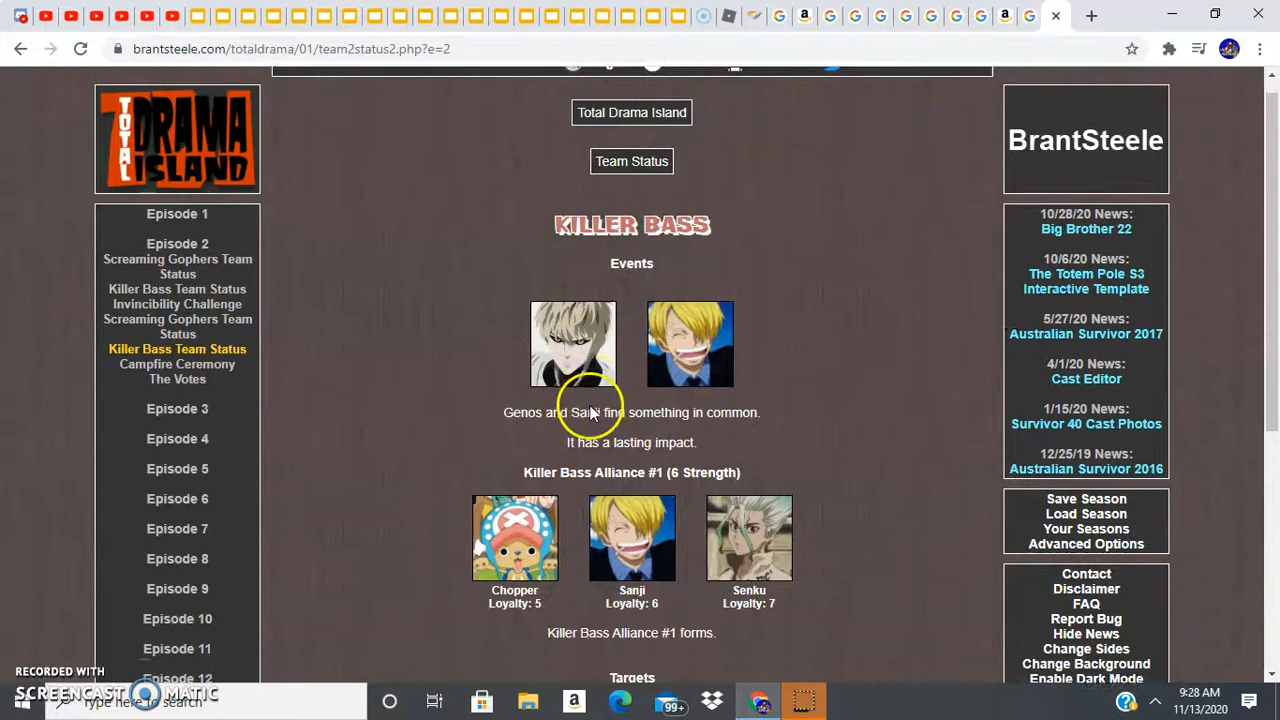 brantsteele.com/totaldrama/01/team2status2.php?e=2
TOTAL DRAMA ISLAND
Episode 1
Episode 2
Screaming Gophers Team
Status
Killer Bass Team Status
Invincibility Challenge
Screaming Gophers Team
Status
Killer Bass Team Status
Campfire Ceremony
The Votes
Episode 3
Episode 4
Episode 5
Episode 6
Episode 7
Episode 8
Episode 9
Episode 10
Episode 11
Episode 12
Total Drama Island
Team Status
KILLER BASS
Events
Genos and Sanji find something in common.
It has a lasting impact.
Killer Bass Alliance #1 (6 Strength)
Chopper
Loyalty: 5
Sanji
Loyalty: 6
Senku
Loyalty: 7
Killer Bass Alliance #1 forms.
Targets
BrantSteele
10/28/20 News:
Big Brother 22
10/6/20 News:
The Totem Pole S3
Interactive Template
5/27/20 News:
Australian Survivor 2017
4/1/20 News:
Cast Editor
1/15/20 News:
Survivor 40 Cast Photos
12/25/19 News:
Australian Survivor 2016
Save Season
Load Season
Your Seasons
Advanced Options
Contact
Disclaimer
FAQ
Report Bug
Hide News
Change Sides
Change Background
Enable Dark Mode
RECORDED WITH
SCREENCAST MATIC
Type here to search
99+
9:28 AM
11/13/2020